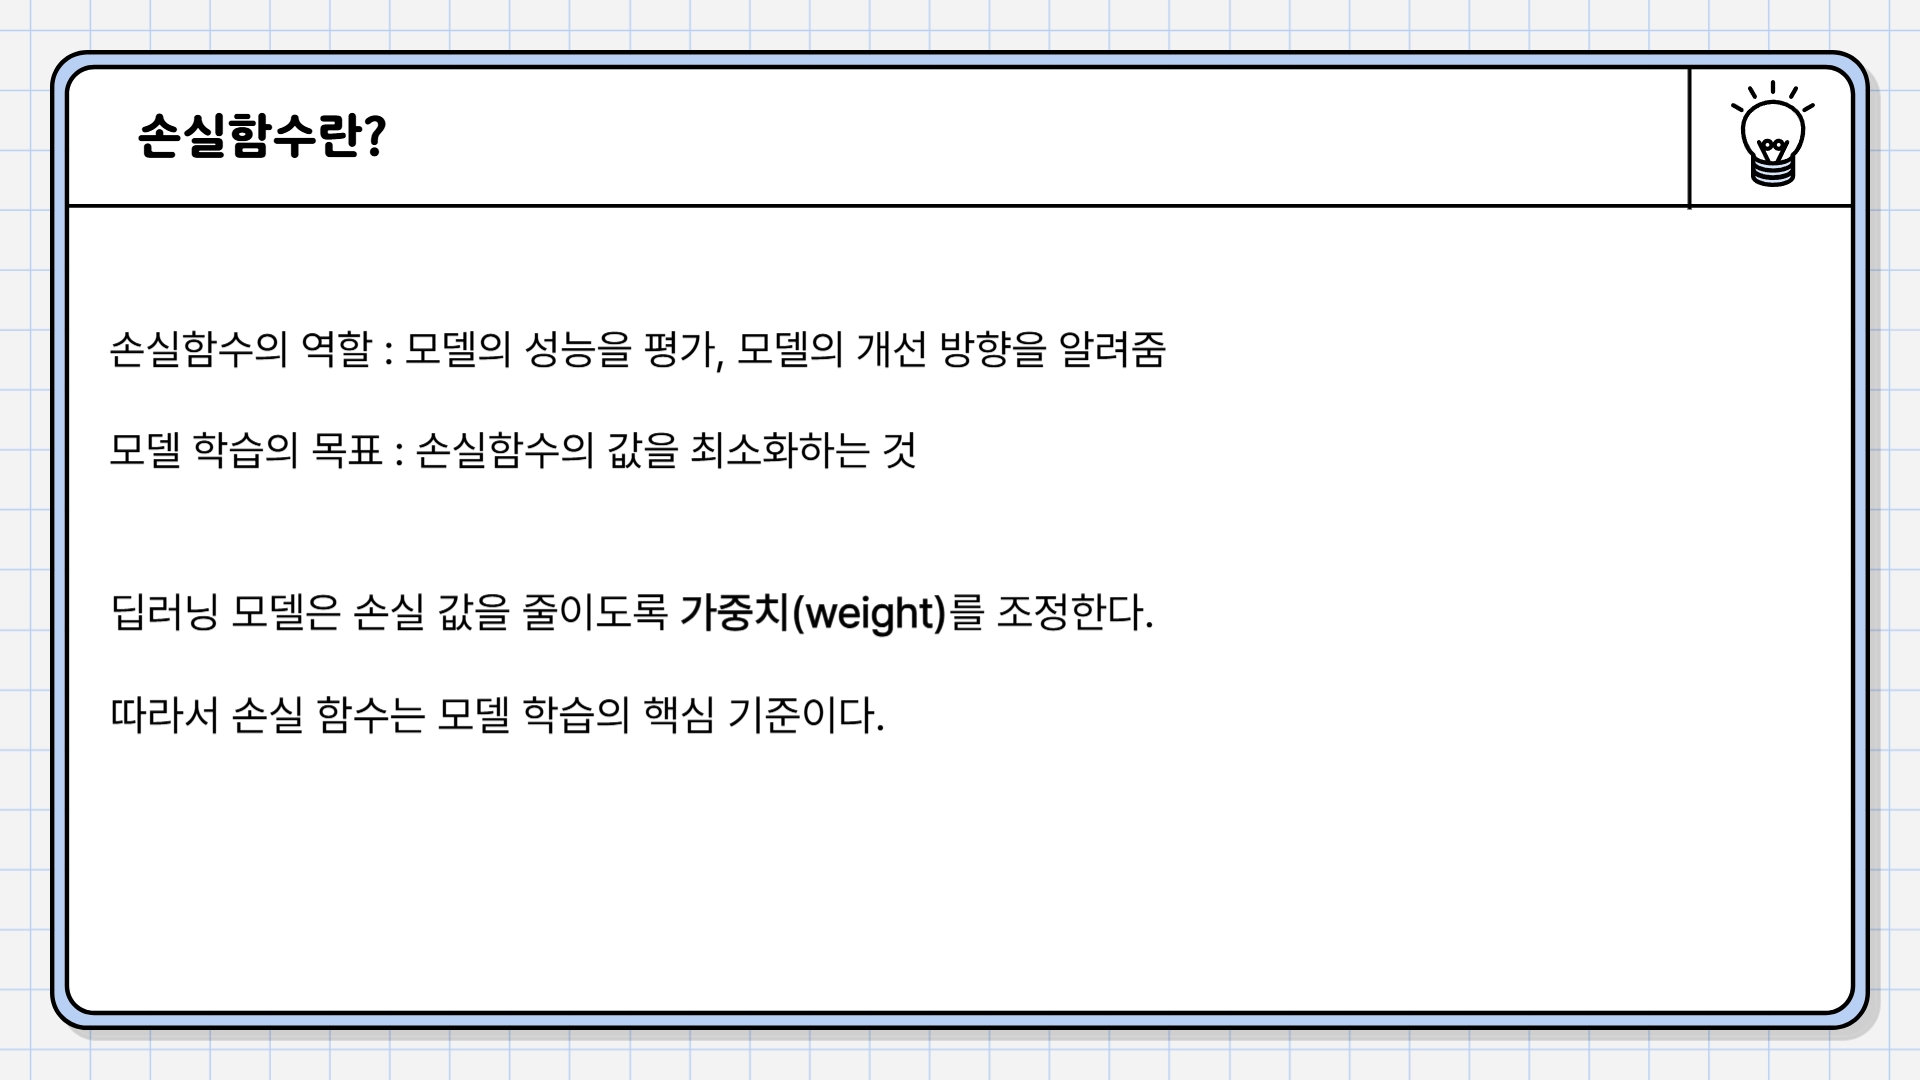 손실함수란?
손실함수의 역할 : 모델의 성능을 평가, 모델의 개선 방향을 알려줌
모델 학습의 목표 : 손실함수의 값을 최소화하는 것
딥러닝 모델은 손실 값을 줄이도록 가중치(weight)를 조정한다.
따라서 손실 함수는 모델 학습의 핵심 기준이다.